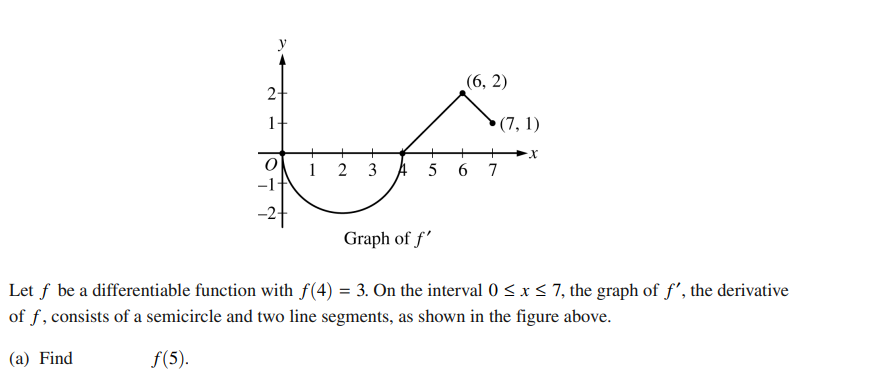 y
(6, 2)
2
1
(7, 1)
x
O
1 2 3 4 5 6 7
−1
−2
Graph of f′
Let f be a differentiable function with f(4) = 3. On the interval 0 ≤ x ≤ 7, the graph of f′, the derivative
of f, consists of a semicircle and two line segments, as shown in the figure above.
(a) Find f(5).